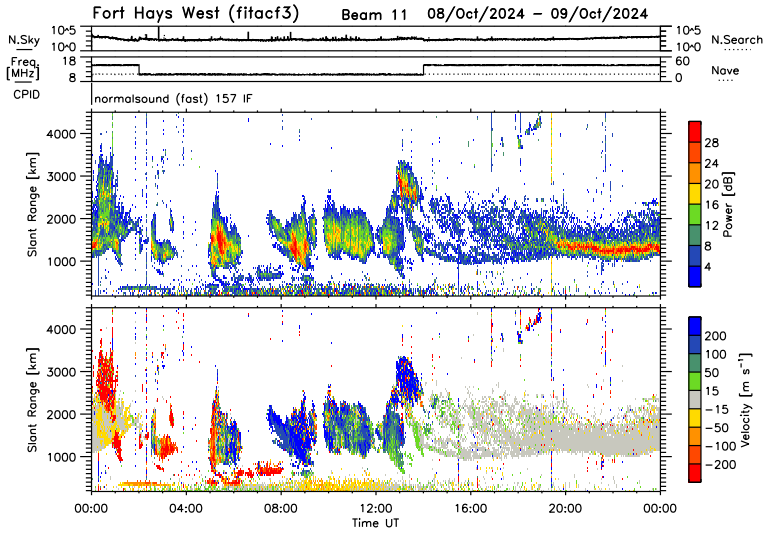 Fort Hays West (fitacf3) Beam 11 08/Oct/2024 - 09/Oct/2024
N.Sky 10^5 10^0 10^5 10^0 N.Search
Freq. [MHz] 18 8 60 0 Nave
CPID normalsound (fast) 157 IF
Slant Range [km] 4000 3000 2000 1000
Power [dB] 28 24 20 16 12 8 4
Slant Range [km] 4000 3000 2000 1000
Velocity [m s⁻¹] 200 100 50 15 -15 -50 -100 -200
00:00 04:00 08:00 12:00 16:00 20:00 00:00
Time UT